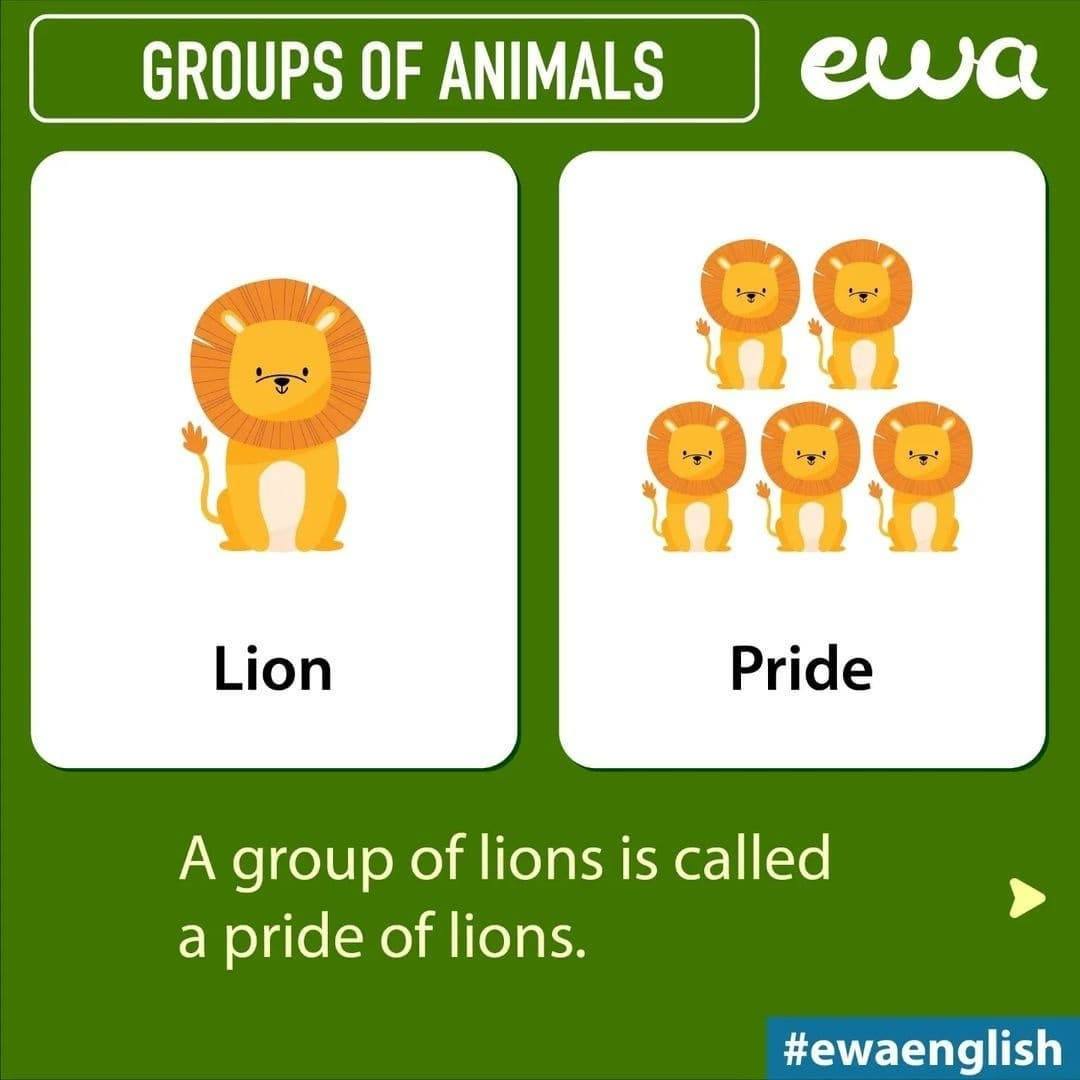 GROUPS OF ANIMALS
ewa
Lion
Pride
A group of lions is called
a pride of lions.
#ewaenglish